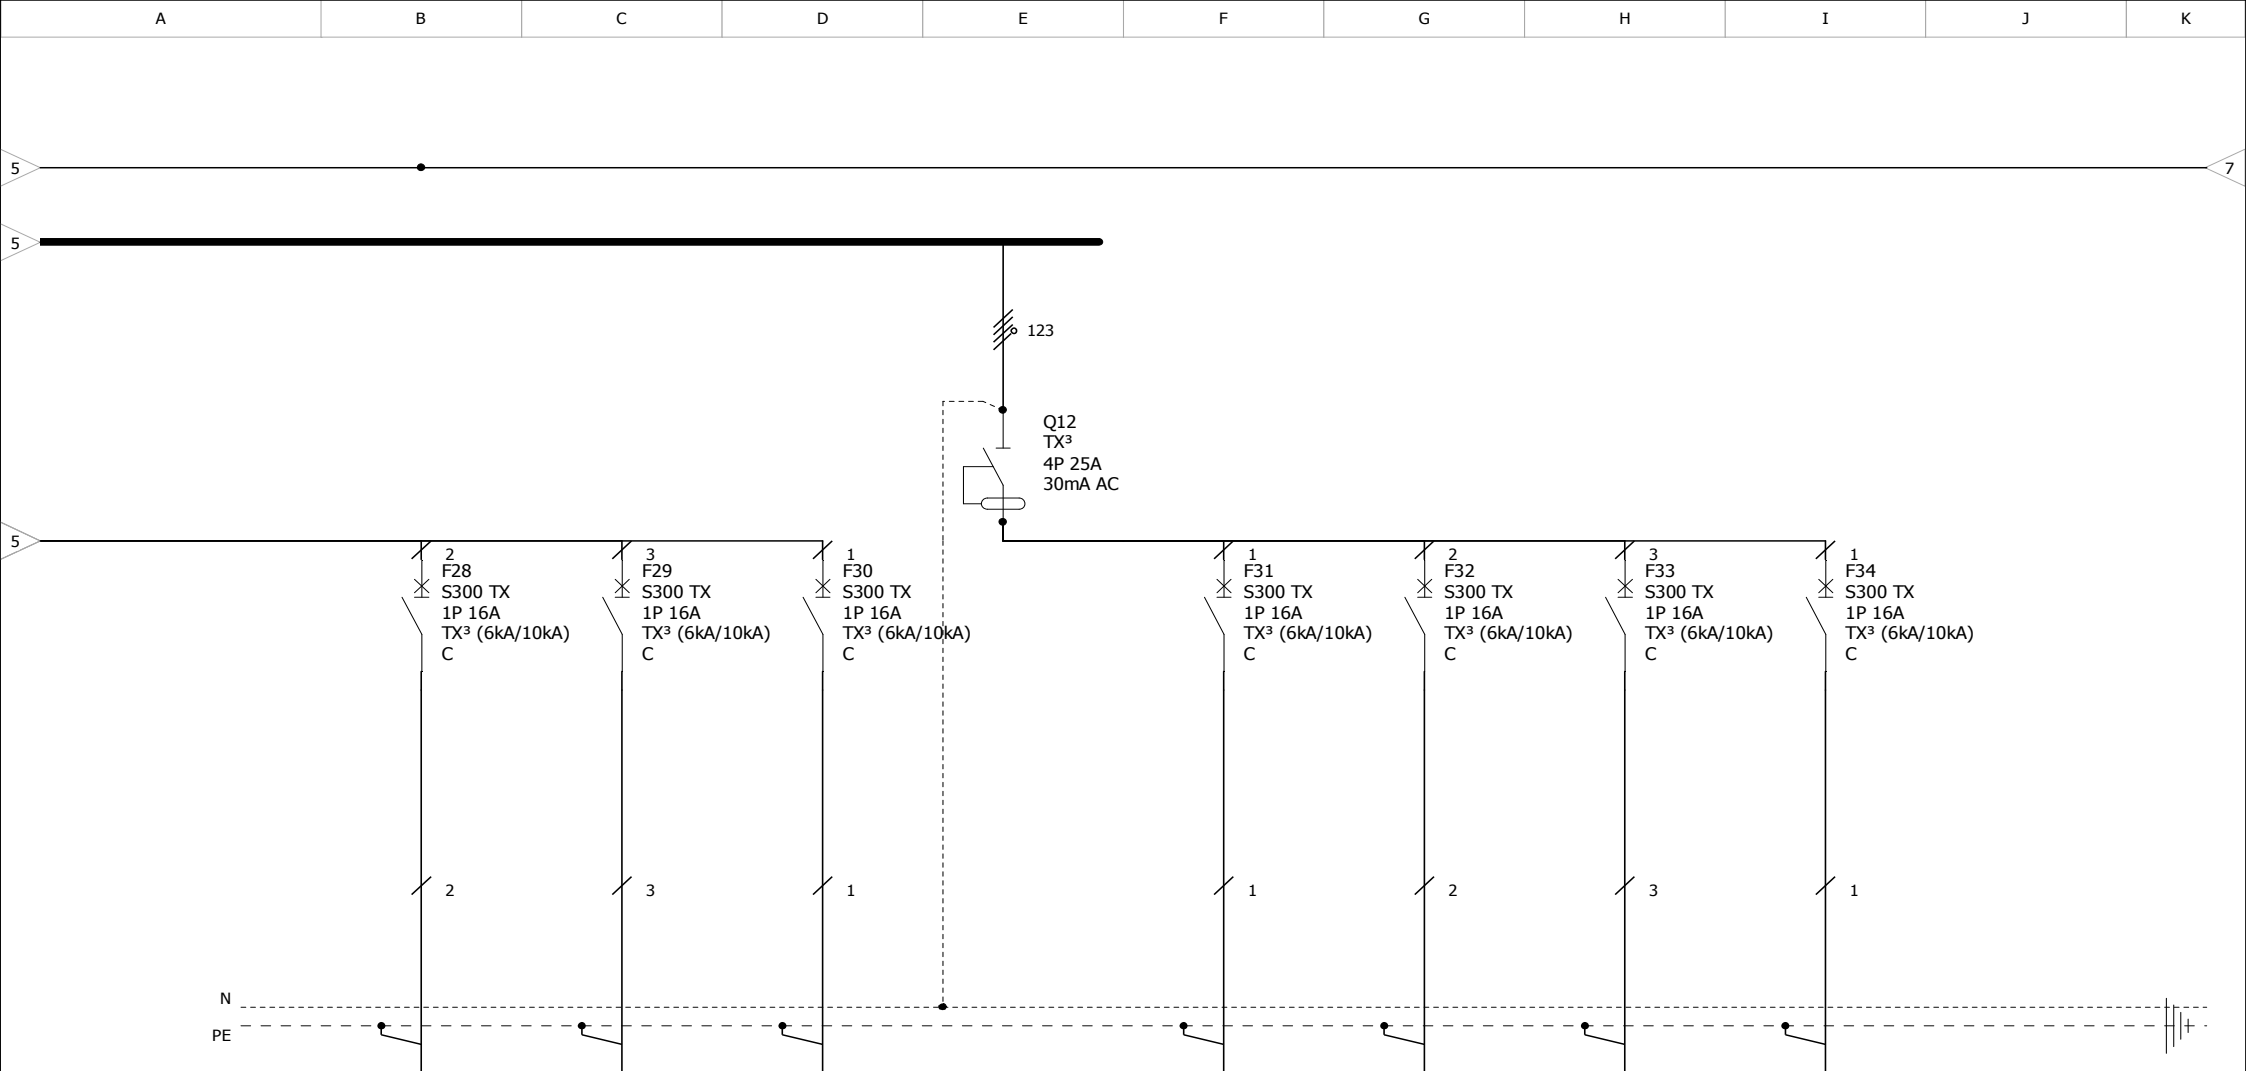 A B C D E F G H I J K
5 7
5
123
Q12
TX³
4P 25A
30mA AC
5
2 3 1 1 2 3 1
F28 F29 F30 F31 F32 F33 F34
S300 TX S300 TX S300 TX S300 TX S300 TX S300 TX S300 TX
1P 16A 1P 16A 1P 16A 1P 16A 1P 16A 1P 16A 1P 16A
TX³ (6kA/10kA) TX³ (6kA/10kA) TX³ (6kA/10kA) TX³ (6kA/10kA) TX³ (6kA/10kA) TX³ (6kA/10kA) TX³ (6kA/10kA)
C C C C C C C
2 3 1 1 2 3 1
N
PE